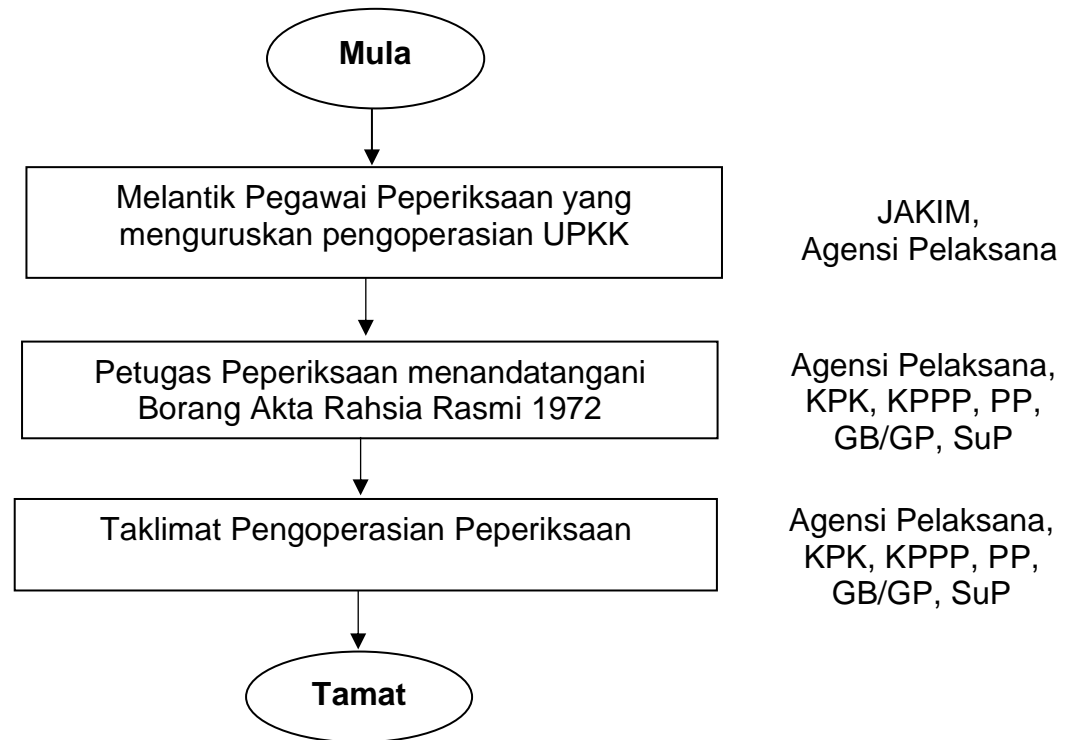 Mula
Melantik Pegawai Peperiksaan yang
menguruskan pengoperasian UPKK
JAKIM,
Agensi Pelaksana
Petugas Peperiksaan menandatangani
Borang Akta Rahsia Rasmi 1972
Agensi Pelaksana,
KPK, KPPP, PP,
GB/GP, SuP
Taklimat Pengoperasian Peperiksaan
Agensi Pelaksana,
KPK, KPPP, PP,
GB/GP, SuP
Tamat